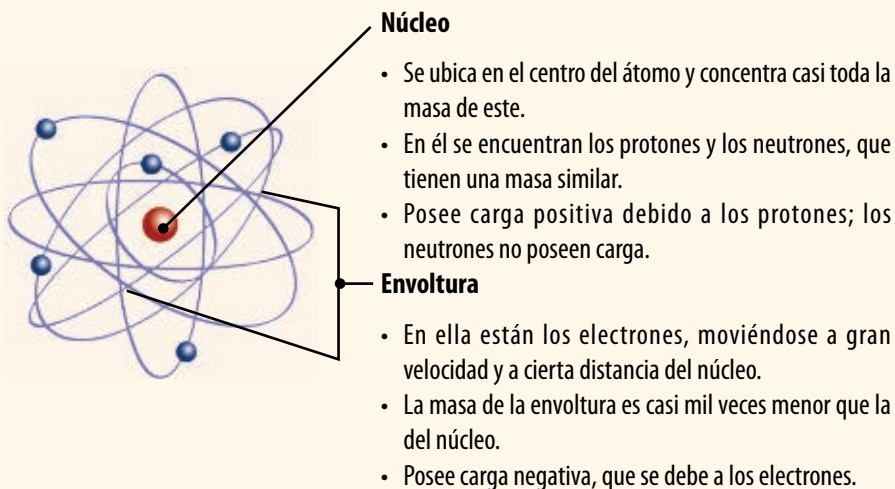 Núcleo
• Se ubica en el centro del átomo y concentra casi toda la
masa de este.
• En él se encuentran los protones y los neutrones, que
tienen una masa similar.
• Posee carga positiva debido a los protones; los
neutrones no poseen carga.
Envoltura
• En ella están los electrones, moviéndose a gran
velocidad y a cierta distancia del núcleo.
• La masa de la envoltura es casi mil veces menor que la
del núcleo.
• Posee carga negativa, que se debe a los electrones.